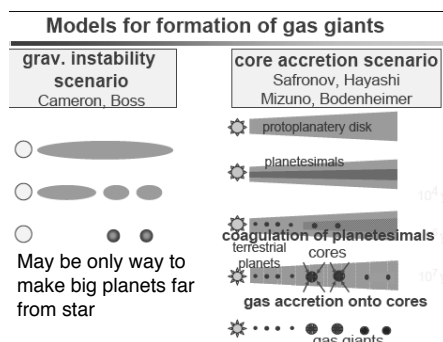 Models for formation of gas giants
grav. instability
scenario
Cameron, Boss
May be only way to
make big planets far
from star
core accretion scenario
Safronov, Hayashi
Mizuno, Bodenheimer
protoplanatery disk
planetesimals
coagulation of planetesimals
terrestrial
planets
cores
gas accretion onto cores
gas giants